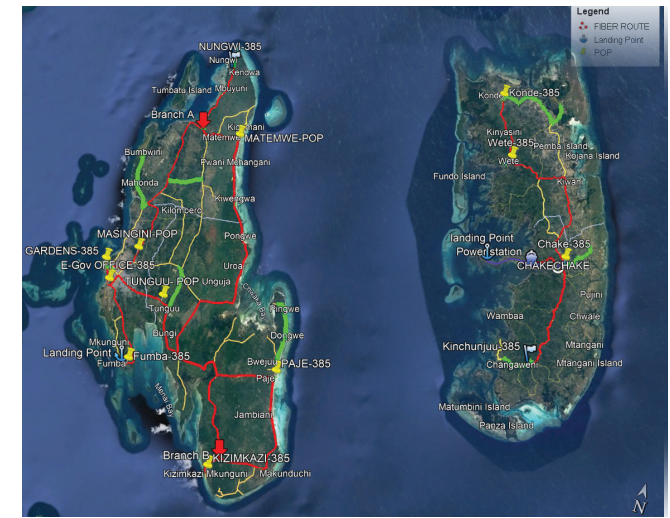 Legend
FIBER ROUTE
Landing Point
POP
NUNGWI-385
Nungwi
Kendwa
Mbuyuni
Tumbatu Island
Branch A
Matemwe
MATEMWE-POP
Bumbwini
Pwani Mchangani
Mahonda
Kiwengwa
Kilombero
MASINGINI-POP
Pongwe
GARDENS-385
E-Gov OFFICE-385
Uroa
TUNGUU- POP
Unguja
Chwaka Bay
Tunguu
Pingwe
Bungi
Dongwe
Mkunguni
Landing Point
Fumba-385
Fumba
Bwejuu
PAJE-385
Paje
Menai Bay
Jambiani
Branch B
KIZIMKAZI-385
Kizimkazi Mkunguni
Makunduchi
Konde
Konde-385
Kinyasini
Wete-385
Pemba Island
Kojana Island
Wete
Fundo Island
Kiwani
landing Point
Power station
Chake-385
CHAKECHAKE
Pujini
Wambaa
Chwale
Kinchunjuu-385
Mtangani
Changaweni
Mtangani Island
Matumbini Island
Panza Island
N